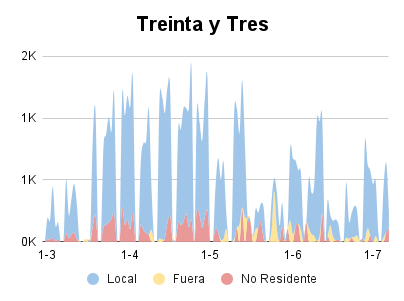 Treinta y Tres
2K
1K
1K
0K
1-3 1-4 1-5 1-6 1-7
Local Fuera No Residente